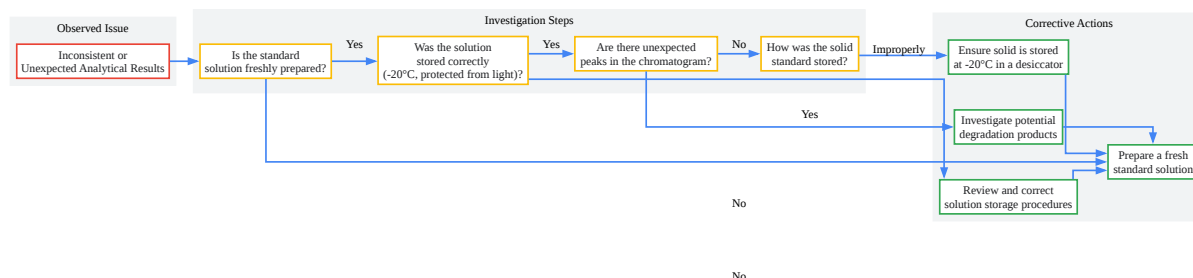 Observed Issue
Inconsistent or
Unexpected Analytical Results
Investigation Steps
Is the standard
solution freshly prepared?
Yes
Was the solution
stored correctly
(-20°C, protected from light)?
Yes
Are there unexpected
peaks in the chromatogram?
No
How was the solid
standard stored?
Improperly
Corrective Actions
Ensure solid is stored
at -20°C in a desiccator
Yes
Investigate potential
degradation products
Prepare a fresh
standard solution
Review and correct
solution storage procedures
No
No